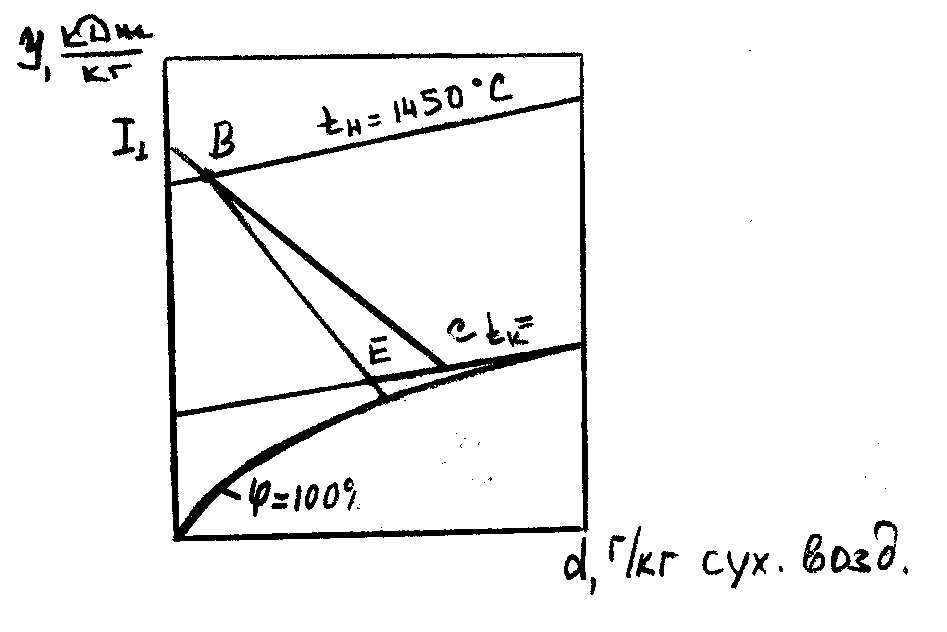 У, кДж
кг
I₁
B
tн = 1450°C
E
C tк =
φ=100%
d, г/кг сух. возд.